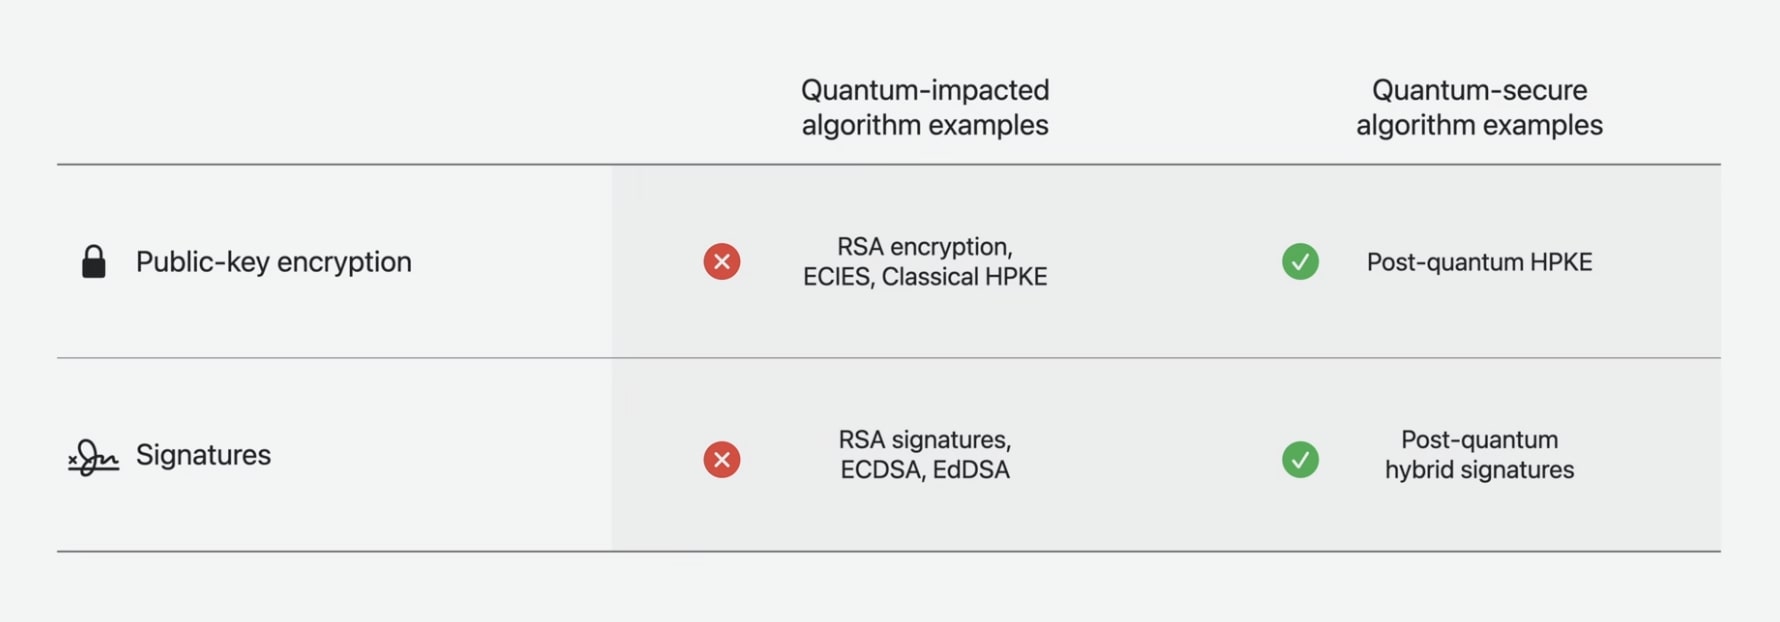 Quantum-impacted
algorithm examples
Quantum-secure
algorithm examples
Public-key encryption
RSA encryption,
ECIES, Classical HPKE
Post-quantum HPKE
Signatures
RSA signatures,
ECDSA, EdDSA
Post-quantum
hybrid signatures